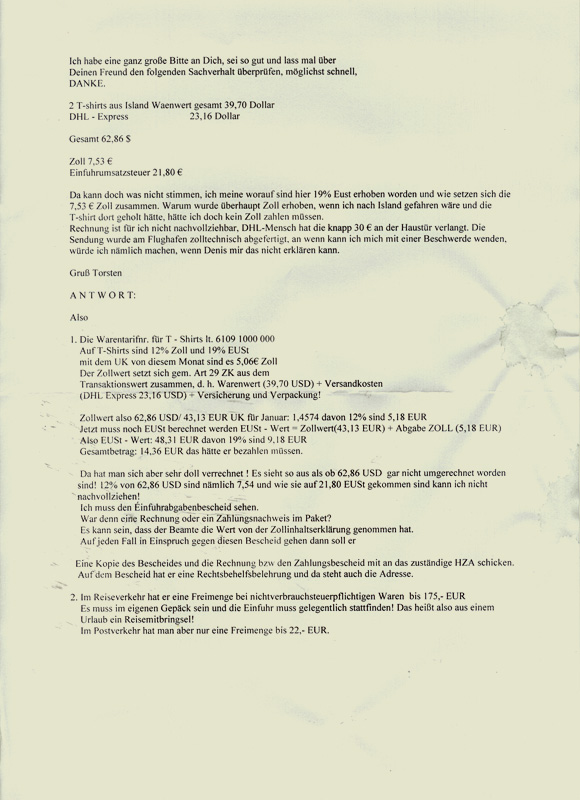 Ich habe eine ganz große Bitte an Dich, sei so gut und lass mal über
Deinen Freund den folgenden Sachverhalt überprüfen, möglichst schnell,
DANKE.
2 T-shirts aus Island Waenwert gesamt 39,70 Dollar
DHL - Express 23,16 Dollar
Gesamt 62,86 $
Zoll 7,53 €
Einfuhrumsatzsteuer 21,80 €
Da kann doch was nicht stimmen, ich meine worauf sind hier 19% Eust erhoben worden und wie setzen sich die
7,53 € Zoll zusammen. Warum wurde überhaupt Zoll erhoben, wenn ich nach Island gefahren wäre und die
T-shirt dort geholt hätte, hätte ich doch kein Zoll zahlen müssen.
Rechnung ist für ich nicht nachvollziehbar, DHL-Mensch hat die knapp 30 € an der Haustür verlangt. Die
Sendung wurde am Flughafen zolltechnisch abgefertigt, an wenn kann ich mich mit einer Beschwerde wenden,
würde ich nämlich machen, wenn Denis mir das nicht erklären kann.
Gruß Torsten
A N T W O R T:
Also
1. Die Warentarifnr. für T - Shirts lt. 6109 1000 000
Auf T-Shirts sind 12% Zoll und 19% EUSt
mit dem UK von diesem Monat sind es 5,06€ Zoll
Der Zollwert setzt sich gem. Art 29 ZK aus dem
Transaktionswert zusammen, d. h. Warenwert (39,70 USD) + Versandkosten
(DHL Express 23,16 USD) + Versicherung und Verpackung!
Zollwert also 62,86 USD/ 43,13 EUR UK für Januar: 1,4574 davon 12% sind 5,18 EUR
Jetzt muss noch EUSt berechnet werden EUSt - Wert = Zollwert(43,13 EUR) + Abgabe ZOLL (5,18 EUR)
Also EUSt - Wert: 48,31 EUR davon 19% sind 9,18 EUR
Gesamtbetrag: 14,36 EUR das hätte er bezahlen müssen.
Da hat man sich aber sehr doll verrechnet ! Es sieht so aus als ob 62,86 USD gar nicht umgerechnet worden
sind! 12% von 62,86 USD sind nämlich 7,54 und wie sie auf 21,80 EUSt gekommen sind kann ich nicht
nachvollziehen!
Ich muss den Einfuhrabgabenbescheid sehen.
War denn eine Rechnung oder ein Zahlungsnachweis im Paket?
Es kann sein, dass der Beamte die Wert von der Zollinhaltserklärung genommen hat.
Auf jeden Fall in Einspruch gegen diesen Bescheid gehen dann soll er
Eine Kopie des Bescheides und die Rechnung bzw den Zahlungsbescheid mit an das zuständige HZA schicken.
Auf dem Bescheid hat er eine Rechtsbehelfsbelehrung und da steht auch die Adresse.
2. Im Reiseverkehr hat er eine Freimenge bei nichtverbrauchsteuerpflichtigen Waren bis 175,- EUR
Es muss im eigenen Gepäck sein und die Einfuhr muss gelegentlich stattfinden! Das heißt also aus einem
Urlaub ein Reisemitbringsel!
Im Postverkehr hat man aber nur eine Freimenge bis 22,- EUR.